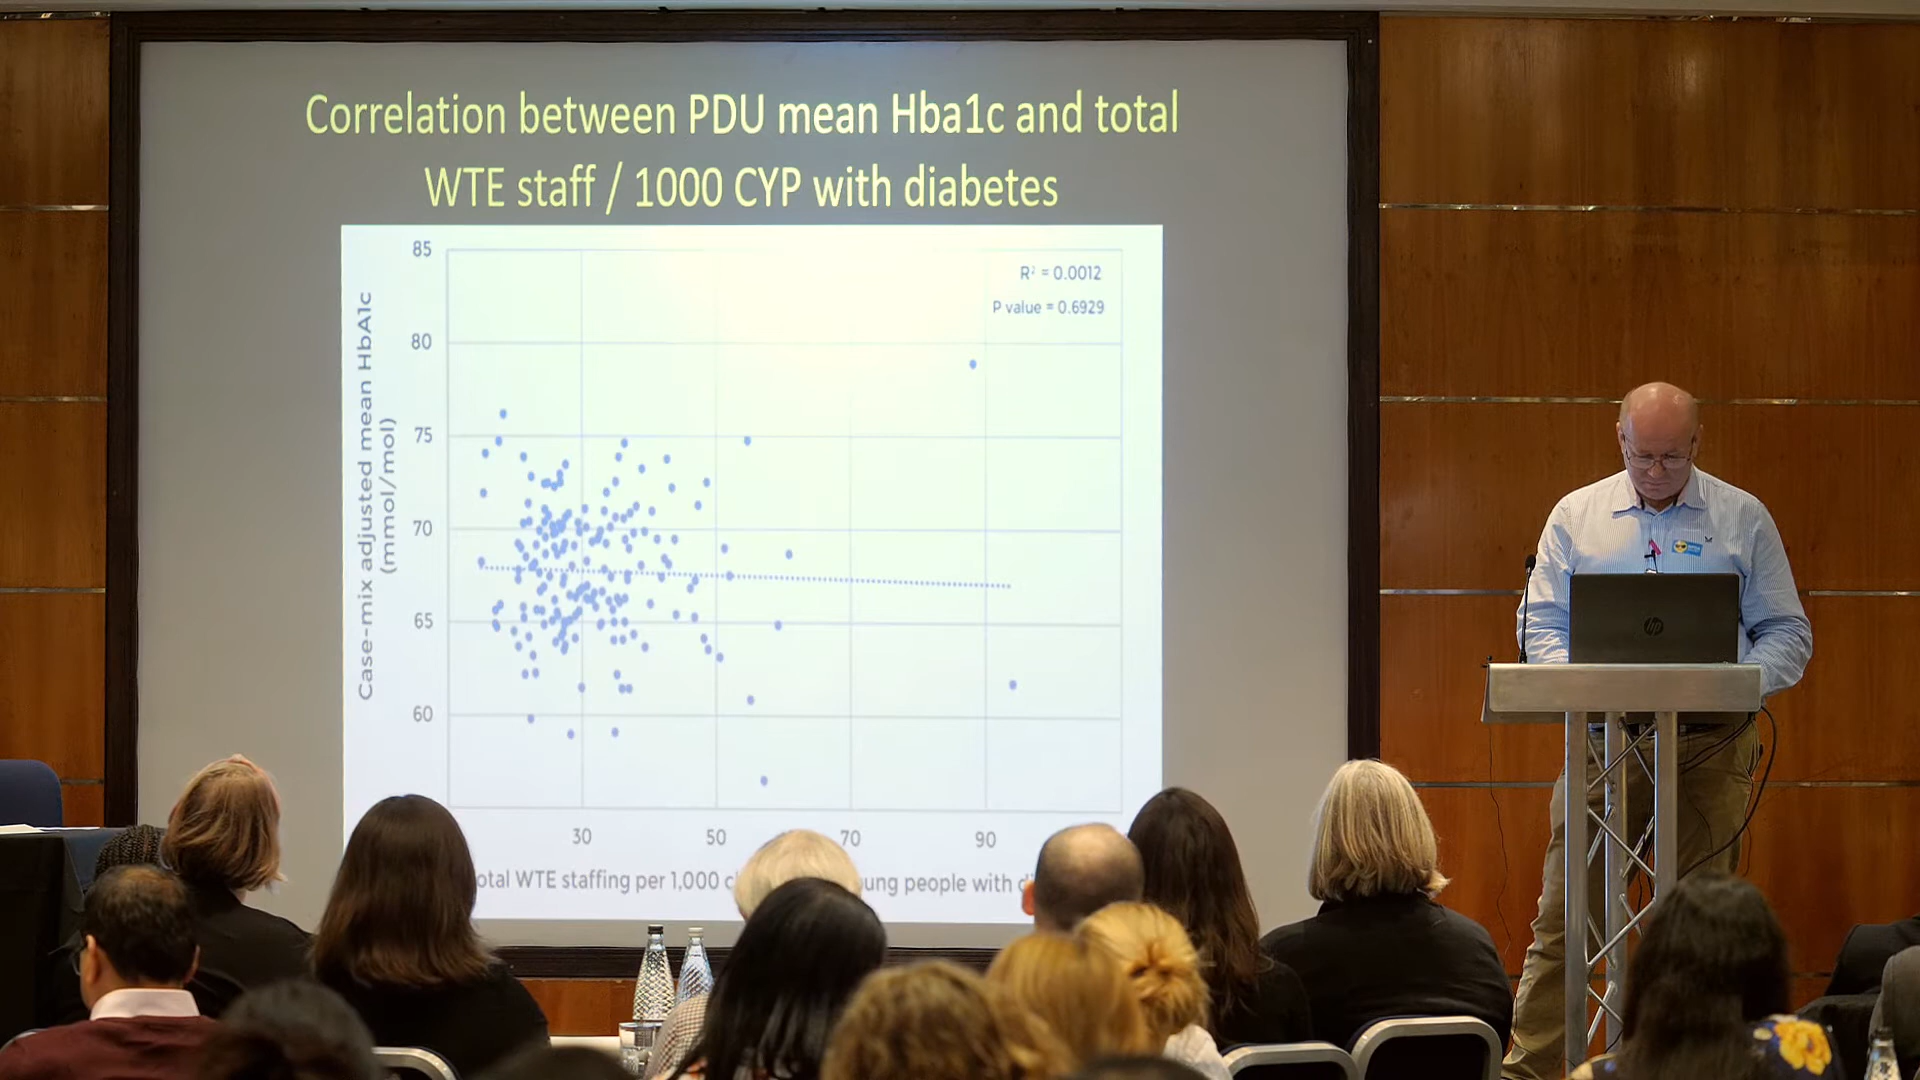 Correlation between PDU mean Hba1c and total
WTE staff / 1000 CYP with diabetes
R² = 0.0012
P value = 0.6929
Case-mix adjusted mean HbA1c
(mmol/mol)
85
80
75
70
65
60
30 50 70 90
WTE staffing per 1,000 people with
hp